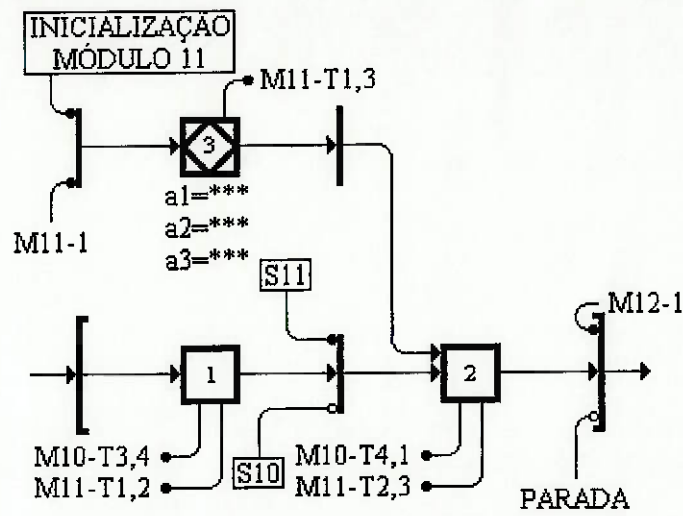 INICIALIZAÇÃO
MÓDULO 11
M11-T1,3
3
a1=***
a2=***
a3=***
M11-1
S11
M12-1
1
2
M10-T3,4
M11-T1,2
S10
M10-T4,1
M11-T2,3
PARADA